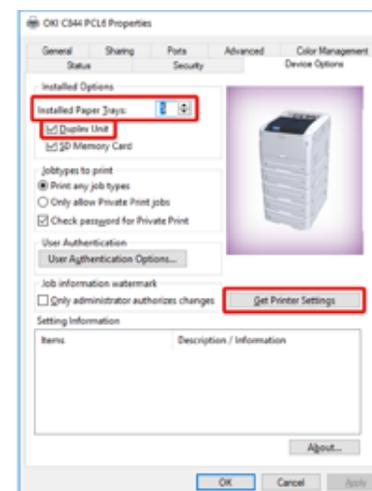 OKI C844 PCL6 Properties
General Sharing Ports Advanced Color Management
Status Security Device Options
Installed Options
Installed Paper Trays: 5
Duplex Unit
SD Memory Card
Jobtypes to print
Print any job types
Only allow Private Print jobs
Check password for Private Print
User Authentication
User Authentication Options...
Job information watermark
Only administrator authorizes changes
Get Printer Settings
Setting Information
Items Description / Information
About...
OK Cancel Apply